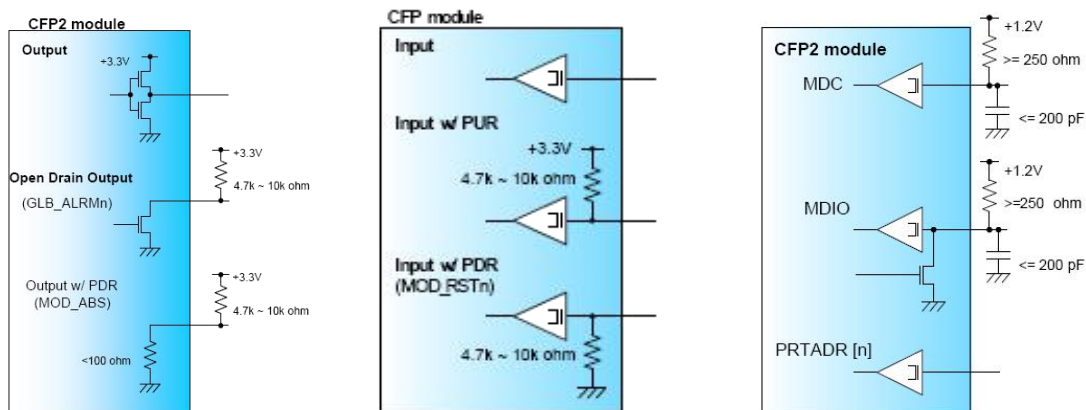 CFP2 module
Output
+3.3V
+3.3V
4.7k ~ 10k ohm
Open Drain Output
(GLB_ALRMn)
+3.3V
Output w/ PDR
(MOD_ABS)
4.7k ~ 10k ohm
<100 ohm
CFP module
Input
Input w/ PUR
+3.3V
4.7k ~ 10k ohm
Input w/ PDR
(MOD_RSTn)
4.7k ~ 10k ohm
+1.2V
CFP2 module
>= 250 ohm
MDC
<= 200 pF
+1.2V
>=250 ohm
MDIO
<= 200 pF
PRTADR [n]